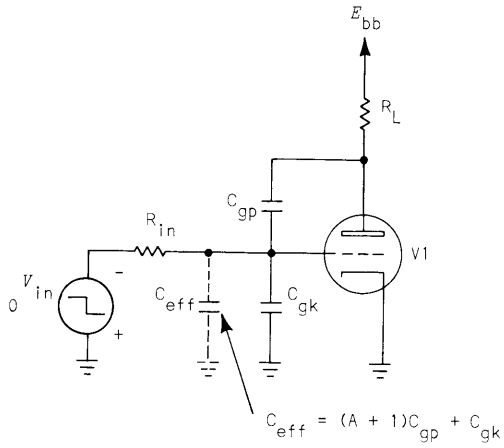 E_bb
R_L
C_gp
R_in
V1
-
V_in
0
C_eff
C_gk
+
C_eff = (A + 1)C_gp + C_gk